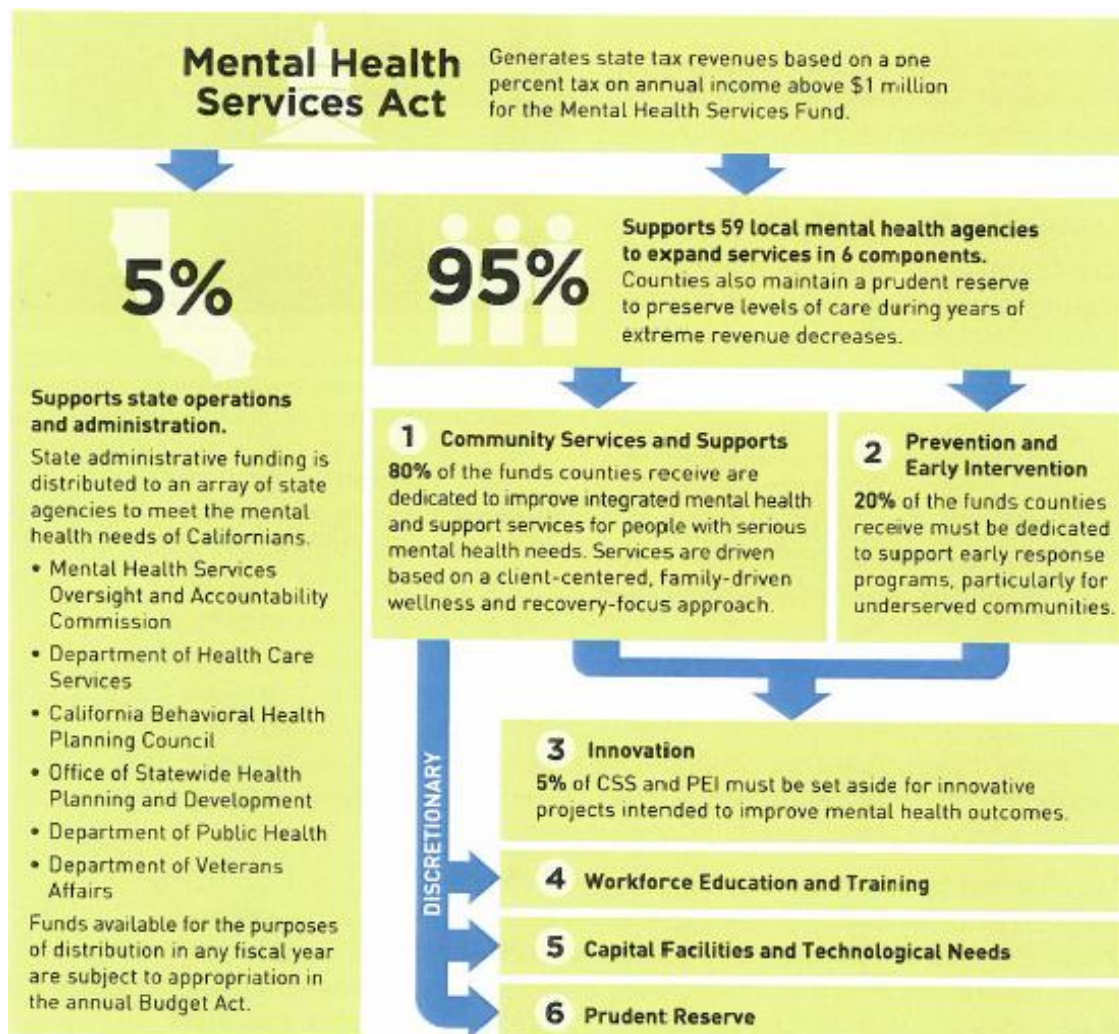 Mental Health
Services Act
Generates state tax revenues based on a one
percent tax on annual income above $1 million
for the Mental Health Services Fund.
5%
Supports state operations
and administration.
State administrative funding is
distributed to an array of state
agencies to meet the mental
health needs of Californians.
• Mental Health Services
Oversight and Accountability
Commission
• Department of Health Care
Services
• California Behavioral Health
Planning Council
• Office of Statewide Health
Planning and Development
• Department of Public Health
• Department of Veterans
Affairs
Funds available for the purposes
of distribution in any fiscal year
are subject to appropriation in
the annual Budget Act.
95%
Supports 59 local mental health agencies
to expand services in 6 components.
Counties also maintain a prudent reserve
to preserve levels of care during years of
extreme revenue decreases.
1 Community Services and Supports
80% of the funds counties receive are
dedicated to improve integrated mental health
and support services for people with serious
mental health needs. Services are driven
based on a client-centered, family-driven
wellness and recovery-focus approach.
2 Prevention and
Early Intervention
20% of the funds counties
receive must be dedicated
to support early response
programs, particularly for
underserved communities.
DISCRETIONARY
3 Innovation
5% of CSS and PEI must be set aside for innovative
projects intended to improve mental health outcomes.
4 Workforce Education and Training
5 Capital Facilities and Technological Needs
6 Prudent Reserve